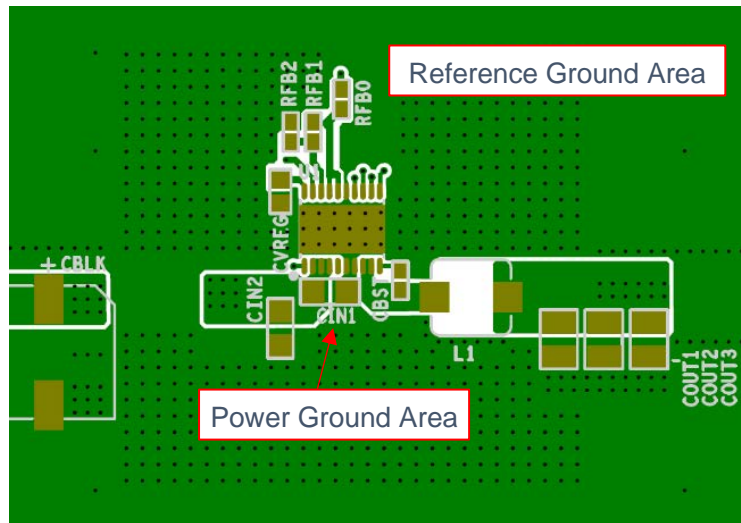 Reference Ground Area
RFB2
RFB1
RFB0
U1
CVRFG
+ CBLK
CIN2
CIN1
CBST
L1
COUT1
COUT2
COUT3
Power Ground Area